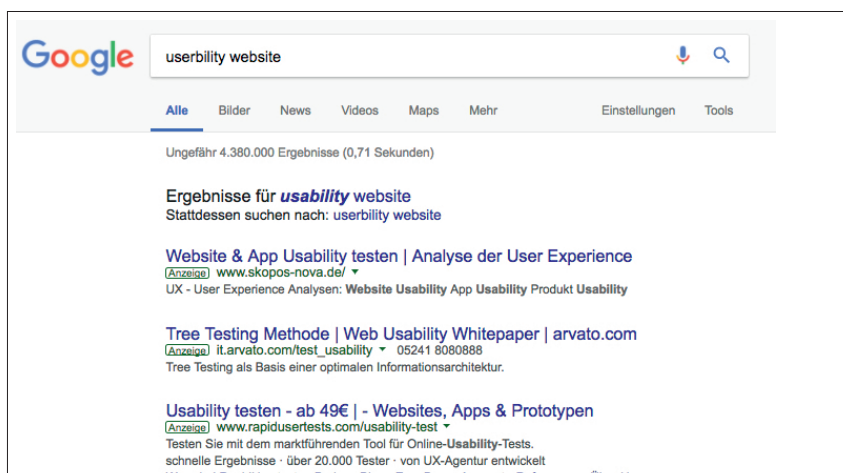 Google
userbility website
Alle Bilder News Videos Maps Mehr Einstellungen Tools
Ungefähr 4.380.000 Ergebnisse (0,71 Sekunden)
Ergebnisse für usability website
Stattdessen suchen nach: userbility website
Website & App Usability testen | Analyse der User Experience
Anzeige www.skopos-nova.de/
UX - User Experience Analysen: Website Usability App Usability Produkt Usability
Tree Testing Methode | Web Usability Whitepaper | arvato.com
Anzeige it.arvato.com/test_usability 05241 8080888
Tree Testing als Basis einer optimalen Informationsarchitektur.
Usability testen - ab 49€ | - Websites, Apps & Prototypen
Anzeige www.rapidusertests.com/usability-test
Testen Sie mit dem marktführenden Tool für Online-Usability-Tests.
schnelle Ergebnisse · über 20.000 Tester · von UX-Agentur entwickelt